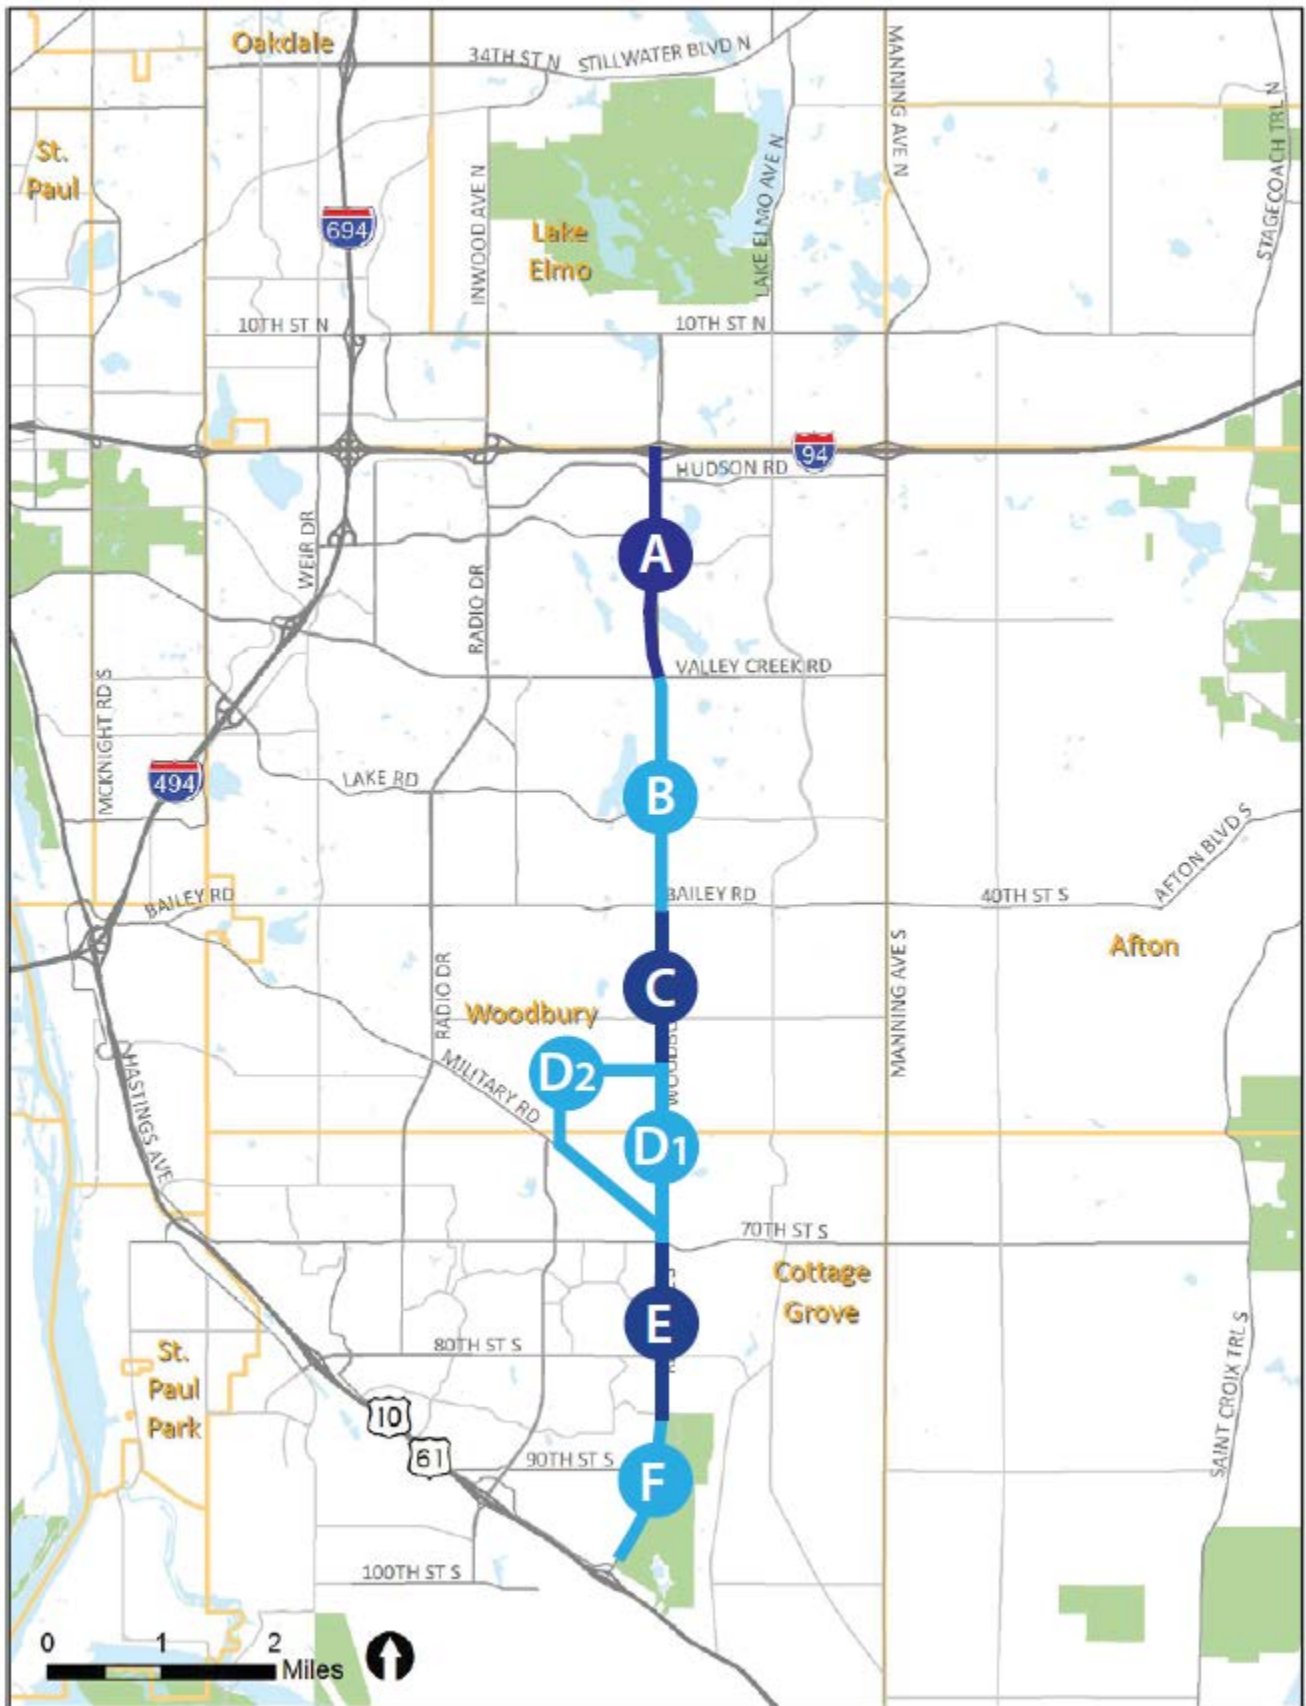 Oakdale
34TH ST N
STILLWATER BLVD N
MANNING AVE N
STAGECOACH TRL N
St.
Paul
694
INWOOD AVE N
Lake
Elmo
LAKE ELMO AVE N
10TH ST N
10TH ST N
94
HUDSON RD
A
WEIR DR
RADIO DR
VALLEY CREEK RD
MCKNIGHT RD S
494
LAKE RD
B
AFTON BLVD S
BAILEY RD
BAILEY RD
40TH ST S
Afton
MANNING AVE S
C
RADIO DR
Woodbury
D2
MILITARY RD
D1
HASTINGS AVE
70TH ST S
Cottage
Grove
E
80TH ST S
St.
Paul
Park
10
61
90TH ST S
F
SAINT CROIX TRL S
100TH ST S
0 1 2
Miles